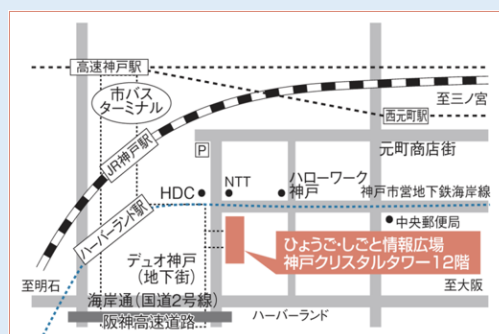 高速神戸駅
市バス
ターミナル
至三ノ宮
西元町駅
元町商店街
JR神戸駅
P
HDC
NTT
ハローワーク
神戸
神戸市営地下鉄海岸線
ハーバーランド駅
中央郵便局
ひょうご・しごと情報広場
神戸クリスタルタワー12階
デュオ神戸
(地下街)
至明石
至大阪
海岸通(国道2号線)
ハーバーランド
阪神高速道路